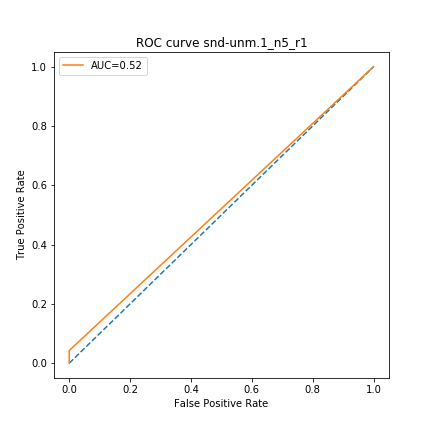 ROC curve snd-unm.1_n5_r1
AUC=0.52
True Positive Rate
1.0
0.8
0.6
0.4
0.2
0.0
0.0 0.2 0.4 0.6 0.8 1.0
False Positive Rate